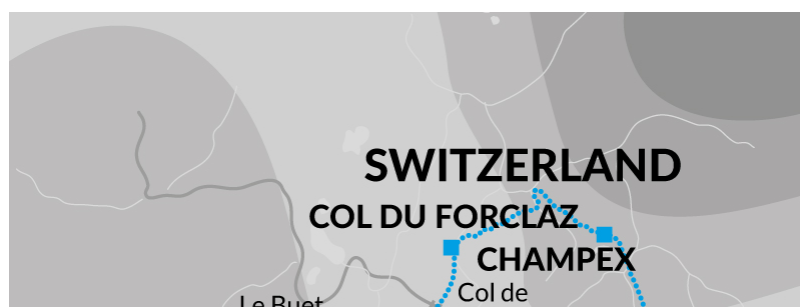 SWITZERLAND
COL DU FORCLAZ
CHAMPEX
Col de
Le Buet